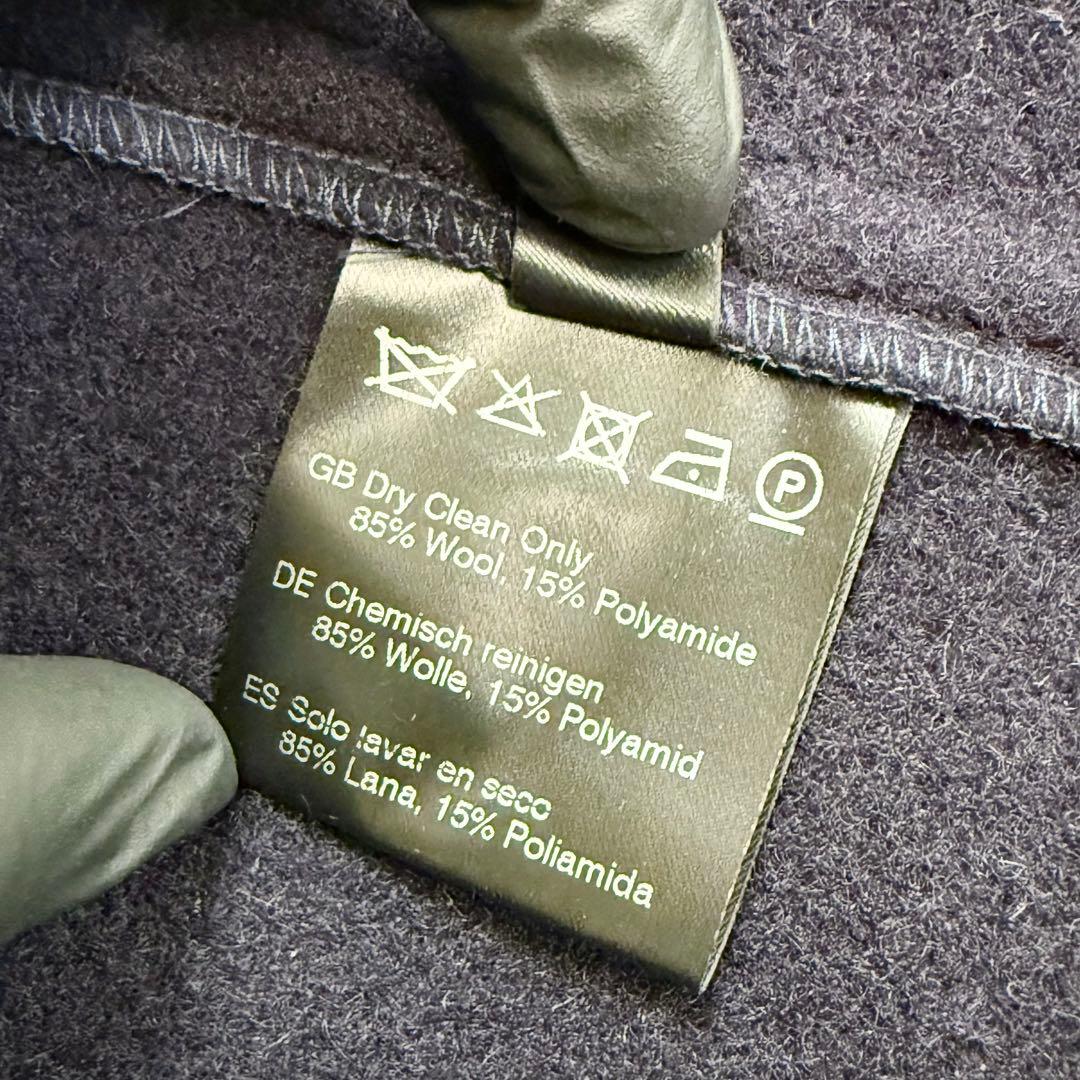 P
GB Dry Clean Only
85% Wool, 15% Polyamide
DE Chemisch reinigen
85% Wolle, 15% Polyamid
ES Solo lavar en seco
85% Lana, 15% Poliamida